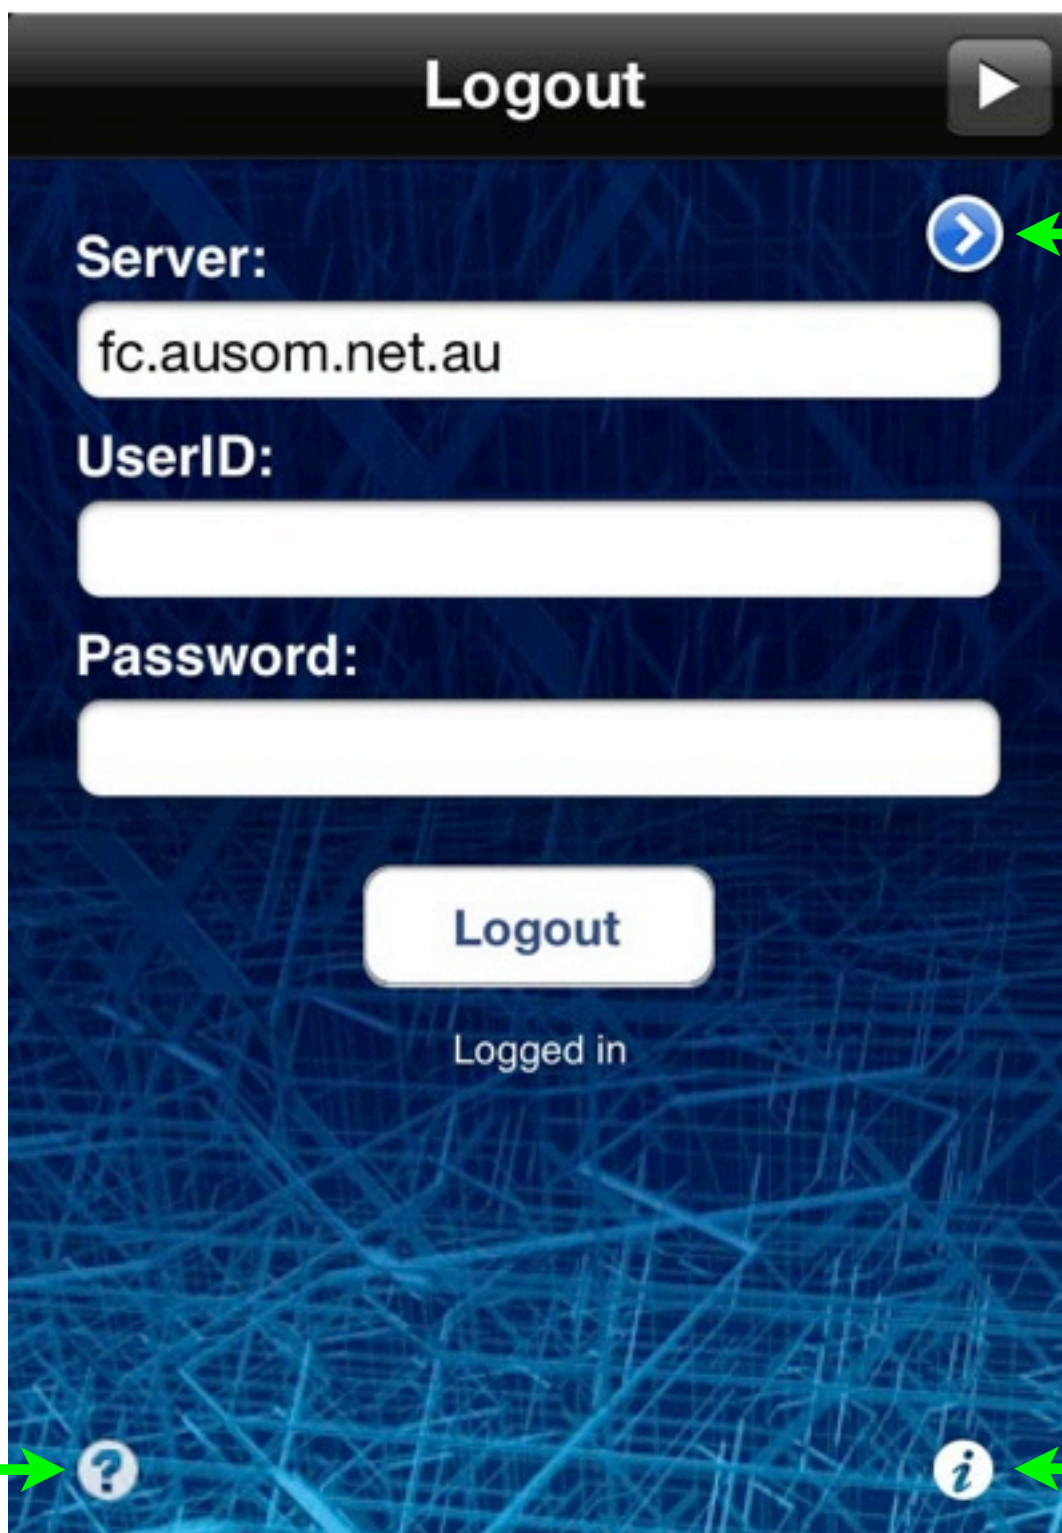 Logout
Server:
fc.ausom.net.au
UserID:
Password:
Logout
Logged in
?
i